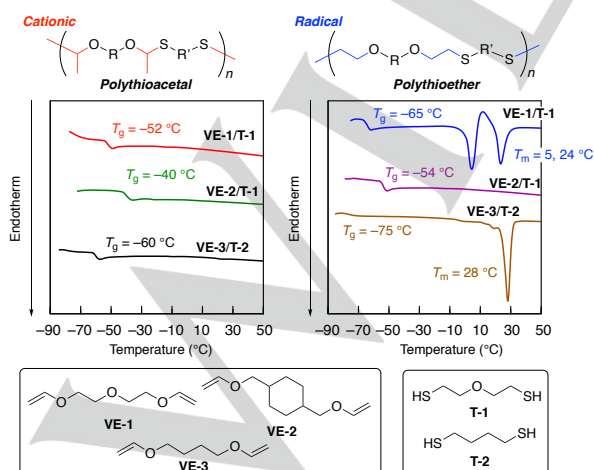 Cationic
O R O S R' S n
Polythioacetal
Radical
O R O S R' S n
Polythioether
Endotherm
Tg = −52 °C
VE-1/T-1
Tg = −40 °C
VE-2/T-1
Tg = −60 °C
VE-3/T-2
−90 −70 −50 −30 −10 10 30 50
Temperature (°C)
Endotherm
Tg = −65 °C
VE-1/T-1
Tm = 5, 24 °C
Tg = −54 °C
VE-2/T-1
VE-3/T-2
Tg = −75 °C
Tm = 28 °C
−90 −70 −50 −30 −10 10 30 50
Temperature (°C)
O O O
VE-1
O O
VE-2
O O
VE-3
HS O SH
T-1
HS SH
T-2